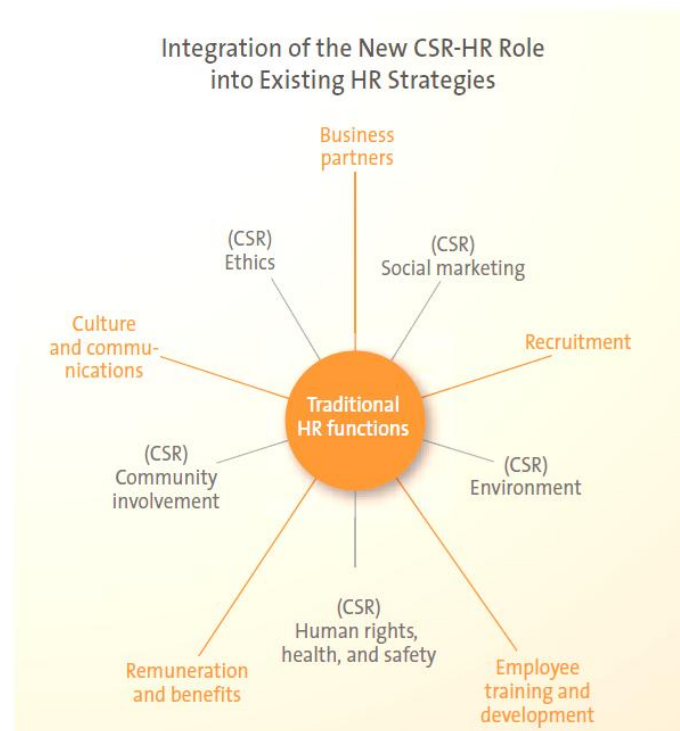 Integration of the New CSR-HR Role
into Existing HR Strategies
Business
partners
(CSR)
Ethics
(CSR)
Social marketing
Culture
and commu-
nications
Recruitment
Traditional
HR functions
(CSR)
Community
involvement
(CSR)
Environment
(CSR)
Human rights,
health, and safety
Remuneration
and benefits
Employee
training and
development